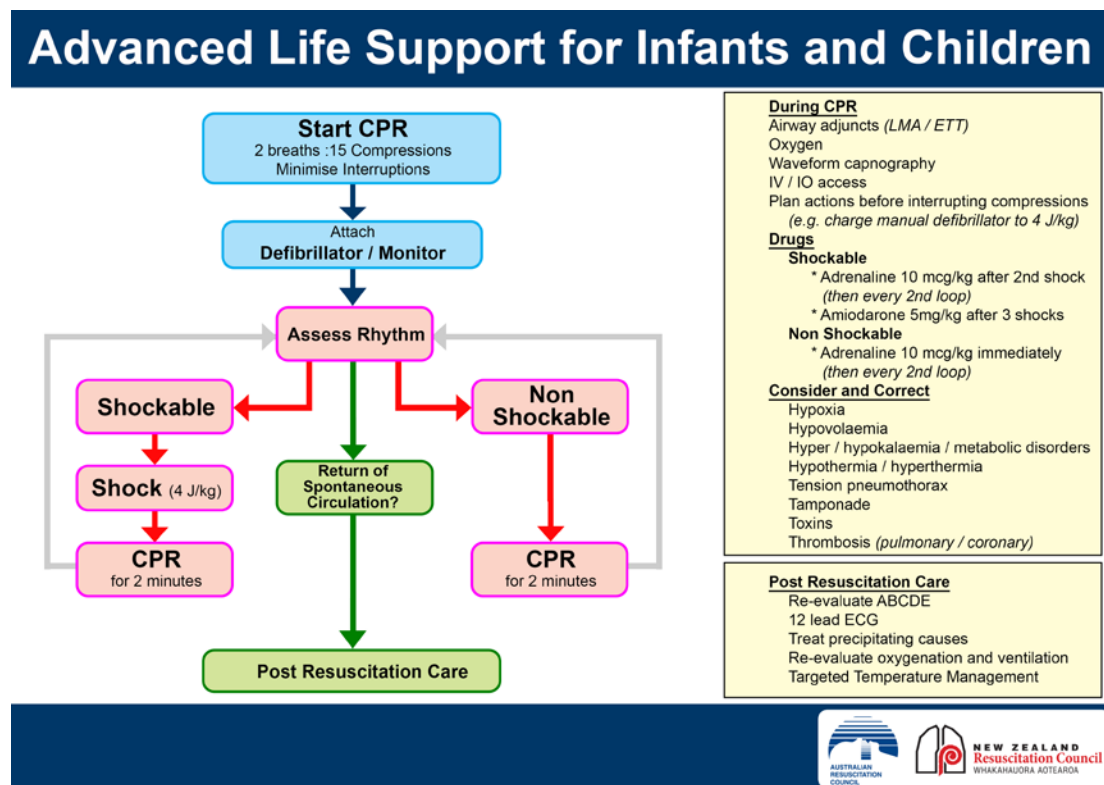 Advanced Life Support for Infants and Children
Start CPR
2 breaths :15 Compressions
Minimise Interruptions
Attach
Defibrillator / Monitor
Assess Rhythm
Shockable
Non
Shockable
Shock (4 J/kg)
Return of
Spontaneous
Circulation?
CPR
for 2 minutes
CPR
for 2 minutes
Post Resuscitation Care
During CPR
Airway adjuncts (LMA / ETT)
Oxygen
Waveform capnography
IV / IO access
Plan actions before interrupting compressions
(e.g. charge manual defibrillator to 4 J/kg)
Drugs
Shockable
* Adrenaline 10 mcg/kg after 2nd shock
(then every 2nd loop)
* Amiodarone 5mg/kg after 3 shocks
Non Shockable
* Adrenaline 10 mcg/kg immediately
(then every 2nd loop)
Consider and Correct
Hypoxia
Hypovolaemia
Hyper / hypokalaemia / metabolic disorders
Hypothermia / hyperthermia
Tension pneumothorax
Tamponade
Toxins
Thrombosis (pulmonary / coronary)
Post Resuscitation Care
Re-evaluate ABCDE
12 lead ECG
Treat precipitating causes
Re-evaluate oxygenation and ventilation
Targeted Temperature Management
AUSTRALIAN
RESUSCITATION
COUNCIL
NEW ZEALAND
Resuscitation Council
WHAKAHAUORA AOTEAROA